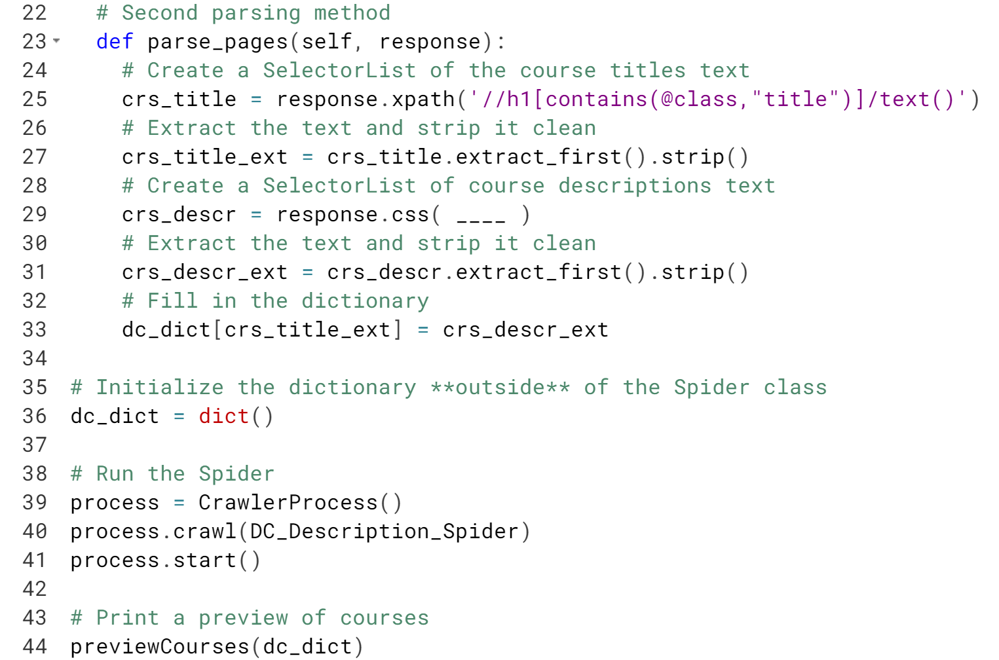 22    # Second parsing method
23    def parse_pages(self, response):
24      # Create a SelectorList of the course titles text
25      crs_title = response.xpath('//h1[contains(@class,"title")]/text()')
26      # Extract the text and strip it clean
27      crs_title_ext = crs_title.extract_first().strip()
28      # Create a SelectorList of course descriptions text
29      crs_descr = response.css( ____ )
30      # Extract the text and strip it clean
31      crs_descr_ext = crs_descr.extract_first().strip()
32      # Fill in the dictionary
33      dc_dict[crs_title_ext] = crs_descr_ext
34
35  # Initialize the dictionary **outside** of the Spider class
36  dc_dict = dict()
37
38  # Run the Spider
39  process = CrawlerProcess()
40  process.crawl(DC_Description_Spider)
41  process.start()
42
43  # Print a preview of courses
44  previewCourses(dc_dict)